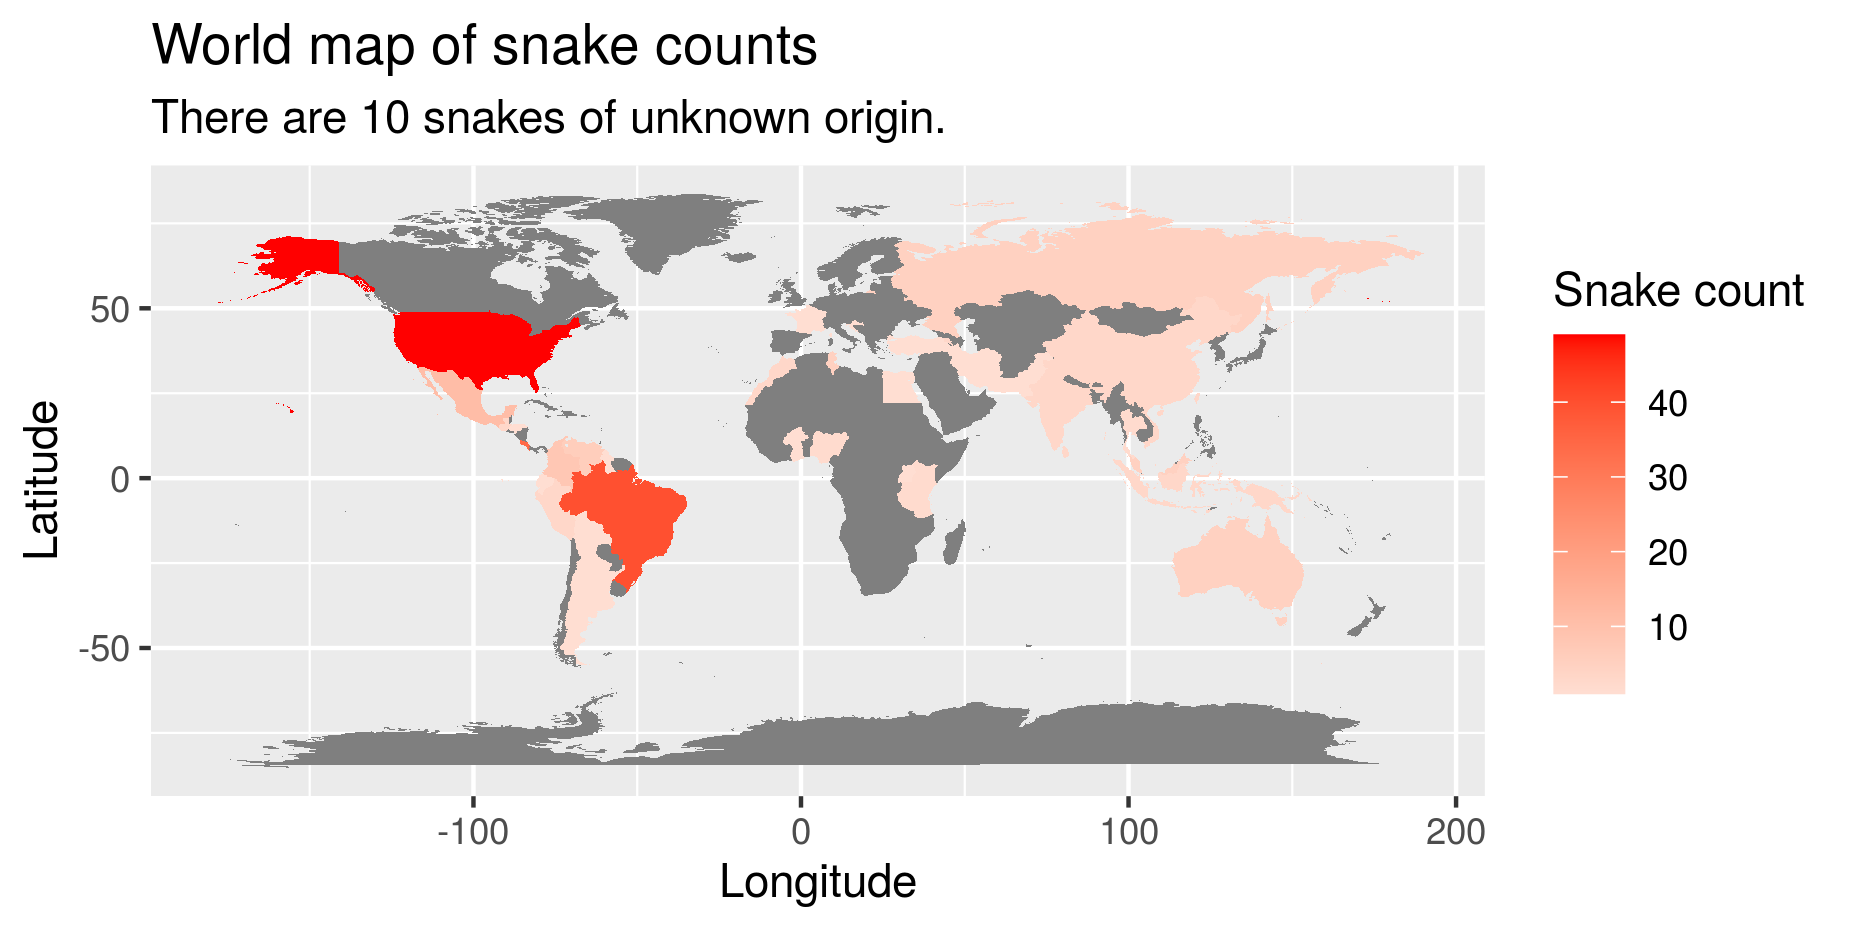 World map of snake counts
There are 10 snakes of unknown origin.
Snake count
40
30
20
10
50
0
-50
Latitude
-100 0 100 200
Longitude